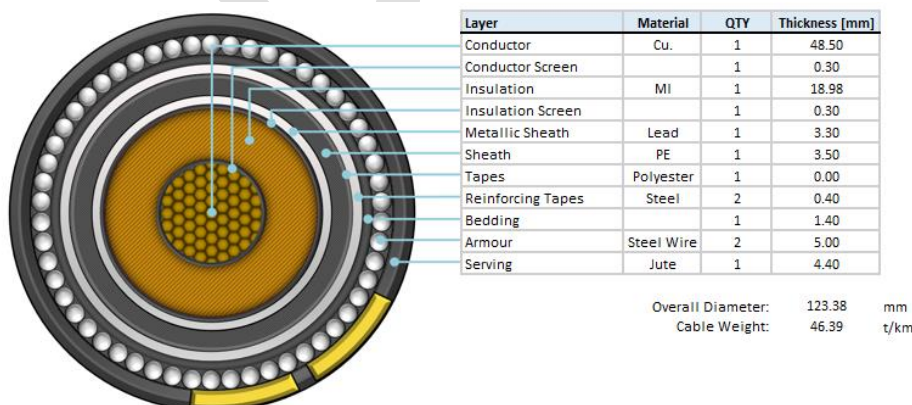 Layer Material QTY Thickness [mm]
Conductor Cu. 1 48.50
Conductor Screen 1 0.30
Insulation MI 1 18.98
Insulation Screen 1 0.30
Metallic Sheath Lead 1 3.30
Sheath PE 1 3.50
Tapes Polyester 1 0.00
Reinforcing Tapes Steel 2 0.40
Bedding 1 1.40
Armour Steel Wire 2 5.00
Serving Jute 1 4.40
Overall Diameter: 123.38 mm
Cable Weight: 46.39 t/km